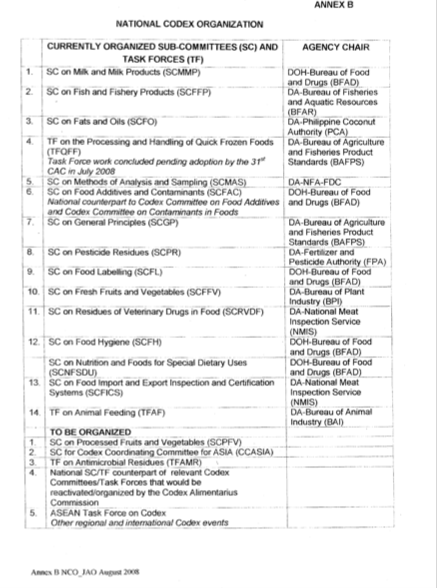 ANNEX B
NATIONAL CODEX ORGANIZATION
CURRENTLY ORGANIZED SUB-COMMITTEES (SC) AND TASK FORCES (TF)
AGENCY CHAIR
1. SC on Milk and Milk Products (SCMMP)
DOH-Bureau of Food and Drugs (BFAD)
2. SC on Fish and Fishery Products (SCFFP)
DA-Bureau of Fisheries and Aquatic Resources (BFAR)
3. SC on Fats and Oils (SCFO)
DA-Philippine Coconut Authority (PCA)
4. TF on the Processing and Handling of Quick Frozen Foods (TFQFF)
Task Force work concluded pending adoption by the 31st CAC in July 2008
DA-Bureau of Agriculture and Fisheries Product Standards (BAFPS)
5. SC on Methods of Analysis and Sampling (SCMAS)
DA-NFA-FDC
6. SC on Food Additives and Contaminants (SCFAC)
National counterpart to Codex Committee on Food Additives and Codex Committee on Contaminants in Foods
DOH-Bureau of Food and Drugs (BFAD)
7. SC on General Principles (SCGP)
DA-Bureau of Agriculture and Fisheries Product Standards (BAFPS)
8. SC on Pesticide Residues (SCPR)
DA-Fertilizer and Pesticide Authority (FPA)
9. SC on Food Labelling (SCFL)
DOH-Bureau of Food and Drugs (BFAD)
10. SC on Fresh Fruits and Vegetables (SCFFV)
DA-Bureau of Plant Industry (BPI)
11. SC on Residues of Veterinary Drugs in Food (SCRVDF)
DA-National Meat Inspection Service (NMIS)
12. SC on Food Hygiene (SCFH)
DOH-Bureau of Food and Drugs (BFAD)
SC on Nutrition and Foods for Special Dietary Uses (SCNFSDU)
DOH-Bureau of Food and Drugs (BFAD)
13. SC on Food Import and Export Inspection and Certification Systems (SCFICS)
DA-National Meat Inspection Service (NMIS)
14. TF on Animal Feeding (TFAF)
DA-Bureau of Animal Industry (BAI)
TO BE ORGANIZED
1. SC on Processed Fruits and Vegetables (SCPFV)
2. SC for Codex Coordinating Committee for ASIA (CCASIA)
3. TF on Antimicrobial Residues (TFAMR)
4. National SC/TF counterpart of relevant Codex Committees/Task Forces that would be reactivated/organized by the Codex Alimentarius Commission
5. ASEAN Task Force on Codex
Other regional and international Codex events
Annex B NCO_JAO August 2008